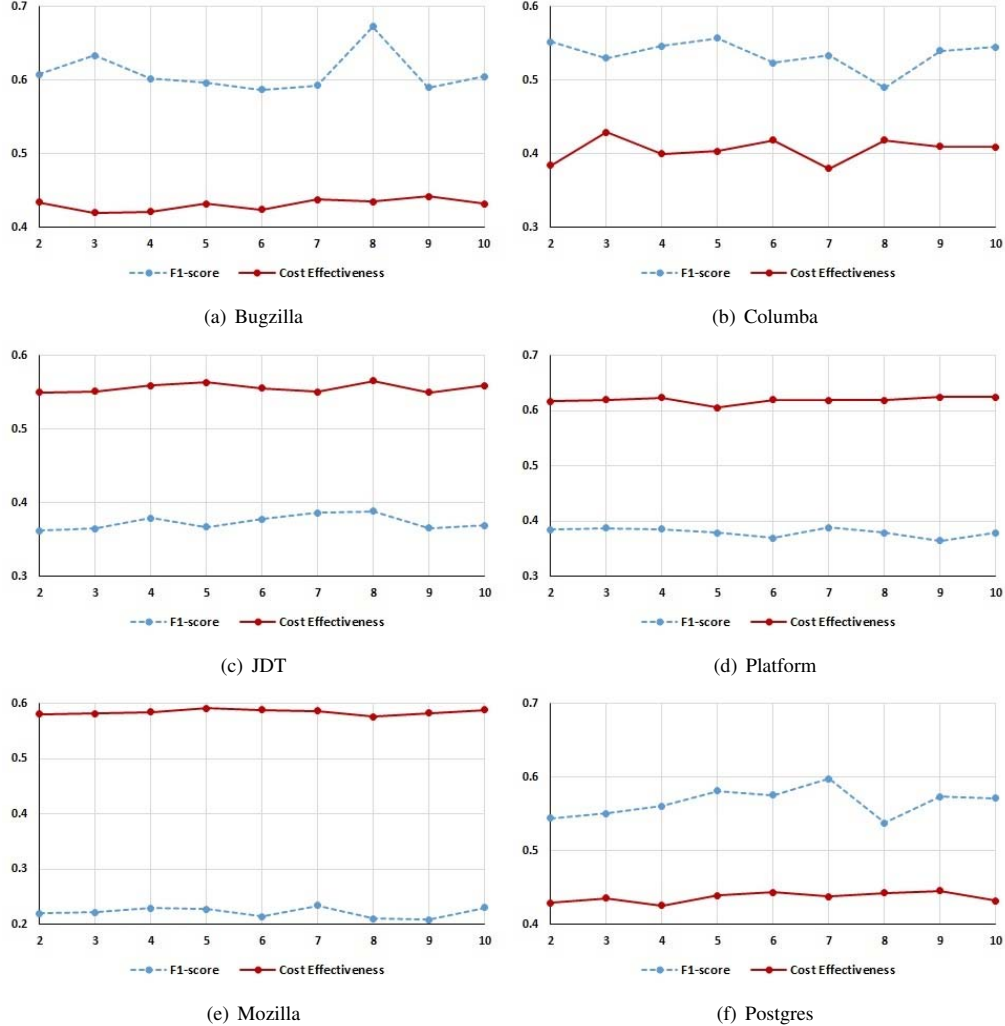 0.7
0.6
0.5
0.4
2 3 4 5 6 7 8 9 10
F1-score Cost Effectiveness
(a) Bugzilla
0.6
0.5
0.4
0.3
2 3 4 5 6 7 8 9 10
F1-score Cost Effectiveness
(b) Columba
0.6
0.5
0.4
0.3
2 3 4 5 6 7 8 9 10
F1-score Cost Effectiveness
(c) JDT
0.7
0.6
0.5
0.4
0.3
2 3 4 5 6 7 8 9 10
F1-score Cost Effectiveness
(d) Platform
0.6
0.5
0.4
0.3
0.2
2 3 4 5 6 7 8 9 10
F1-score Cost Effectiveness
(e) Mozilla
0.7
0.6
0.5
0.4
2 3 4 5 6 7 8 9 10
F1-score Cost Effectiveness
(f) Postgres